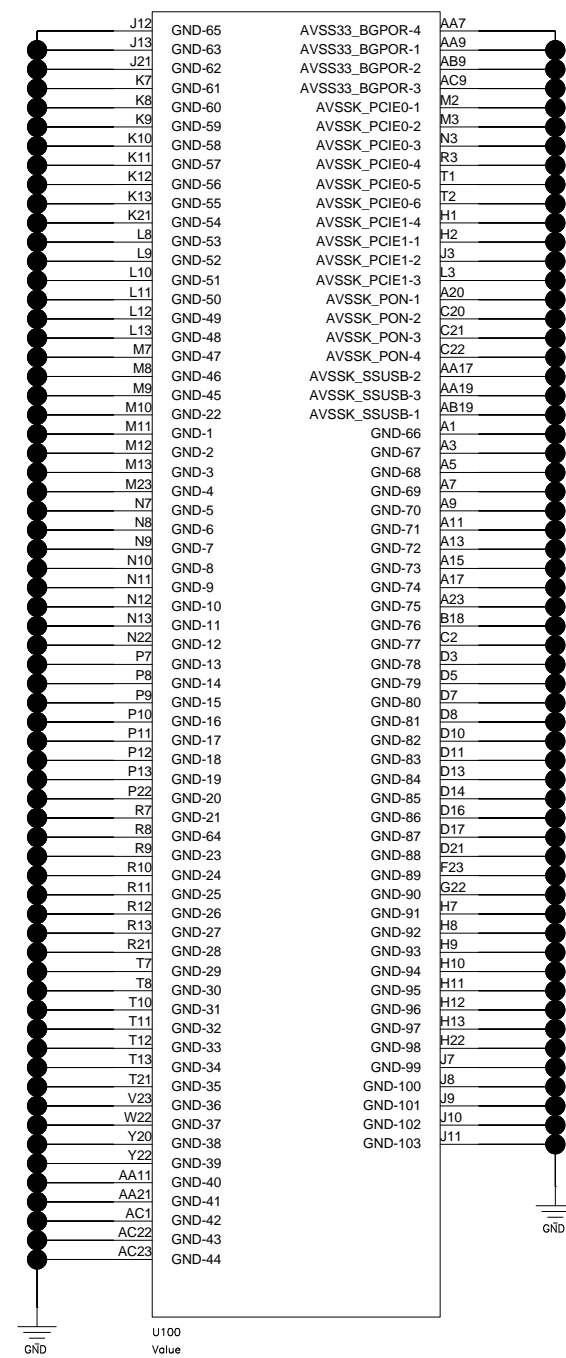 J12 GND-65 AVSS33_BGPOR-4 AA7
J13 GND-63 AVSS33_BGPOR-1 AA9
J21 GND-62 AVSS33_BGPOR-2 AB9
K7 GND-61 AVSS33_BGPOR-3 AC9
K8 GND-60 AVSSK_PCIE0-1 M2
K9 GND-59 AVSSK_PCIE0-2 M3
K10 GND-58 AVSSK_PCIE0-3 N3
K11 GND-57 AVSSK_PCIE0-4 R3
K12 GND-56 AVSSK_PCIE0-5 T1
K13 GND-55 AVSSK_PCIE0-6 T2
K21 GND-54 AVSSK_PCIE1-4 H1
L8 GND-53 AVSSK_PCIE1-1 H2
L9 GND-52 AVSSK_PCIE1-2 J3
L10 GND-51 AVSSK_PCIE1-3 L3
L11 GND-50 AVSSK_PON-1 A20
L12 GND-49 AVSSK_PON-2 C20
L13 GND-48 AVSSK_PON-3 C21
M7 GND-47 AVSSK_PON-4 C22
M8 GND-46 AVSSK_SSUSB-2 AA17
M9 GND-45 AVSSK_SSUSB-3 AA19
M10 GND-22 AVSSK_SSUSB-1 AB19
M11 GND-1 GND-66 A1
M12 GND-2 GND-67 A3
M13 GND-3 GND-68 A5
M23 GND-4 GND-69 A7
N7 GND-5 GND-70 A9
N8 GND-6 GND-71 A11
N9 GND-7 GND-72 A13
N10 GND-8 GND-73 A15
N11 GND-9 GND-74 A17
N12 GND-10 GND-75 A23
N13 GND-11 GND-76 B18
N22 GND-12 GND-77 C2
P7 GND-13 GND-78 D3
P8 GND-14 GND-79 D5
P9 GND-15 GND-80 D7
P10 GND-16 GND-81 D8
P11 GND-17 GND-82 D10
P12 GND-18 GND-83 D11
P13 GND-19 GND-84 D13
P22 GND-20 GND-85 D14
R7 GND-21 GND-86 D16
R8 GND-64 GND-87 D17
R9 GND-23 GND-88 D21
R10 GND-24 GND-89 F23
R11 GND-25 GND-90 G22
R12 GND-26 GND-91 H7
R13 GND-27 GND-92 H8
R21 GND-28 GND-93 H9
T7 GND-29 GND-94 H10
T8 GND-30 GND-95 H11
T10 GND-31 GND-96 H12
T11 GND-32 GND-97 H13
T12 GND-33 GND-98 H22
T13 GND-34 GND-99 J7
T21 GND-35 GND-100 J8
V23 GND-36 GND-101 J9
W22 GND-37 GND-102 J10
Y20 GND-38 GND-103 J11
Y22 GND-39
AA11 GND-40
AA21 GND-41
AC1 GND-42
AC22 GND-43
AC23 GND-44
GND
U100
Value
GND